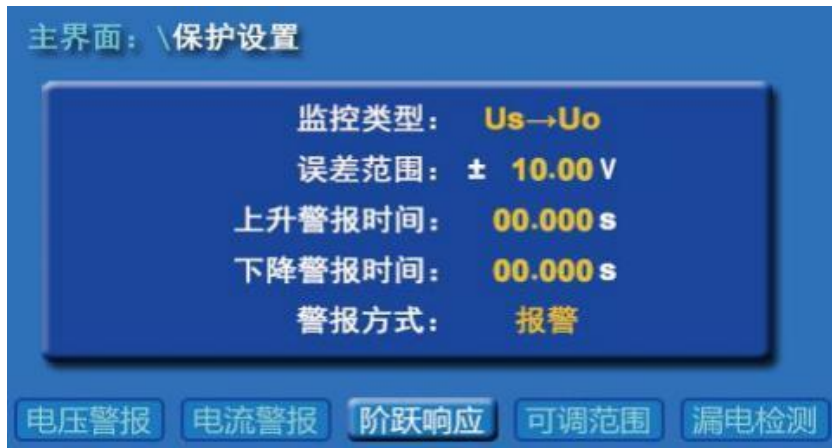 主界面：\保护设置
监控类型： Us→Uo
误差范围： ± 10.00 V
上升警报时间： 00.000 s
下降警报时间： 00.000 s
警报方式： 报警
电压警报 电流警报 阶跃响应 可调范围 漏电检测